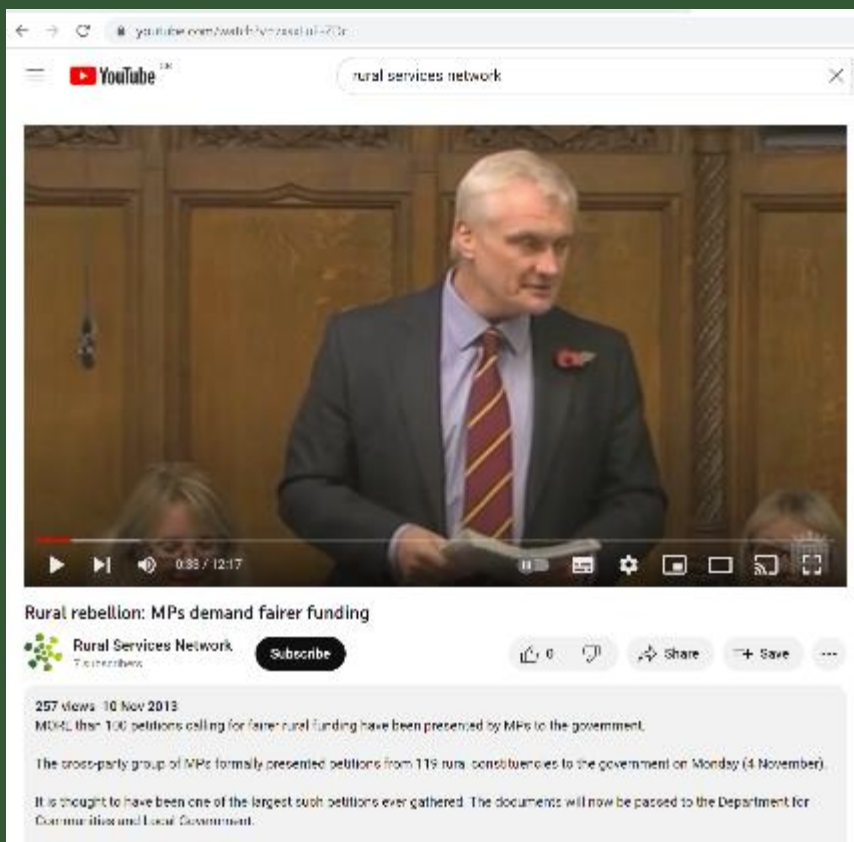 YouTube
rural services network
0:33 / 12:17
Rural rebellion: MPs demand fairer funding
Rural Services Network
7 subscribers
Subscribe
0
Share
Save
257 views 10 Nov 2013
MORE than 100 petitions calling for fairer rural funding have been presented by MPs to the government.
The cross-party group of MPs formally presented petitions from 119 rural constituencies to the government on Monday (4 November).
It is thought to have been one of the largest such petitions ever gathered. The documents will now be passed to the Department for
Communities and Local Government.